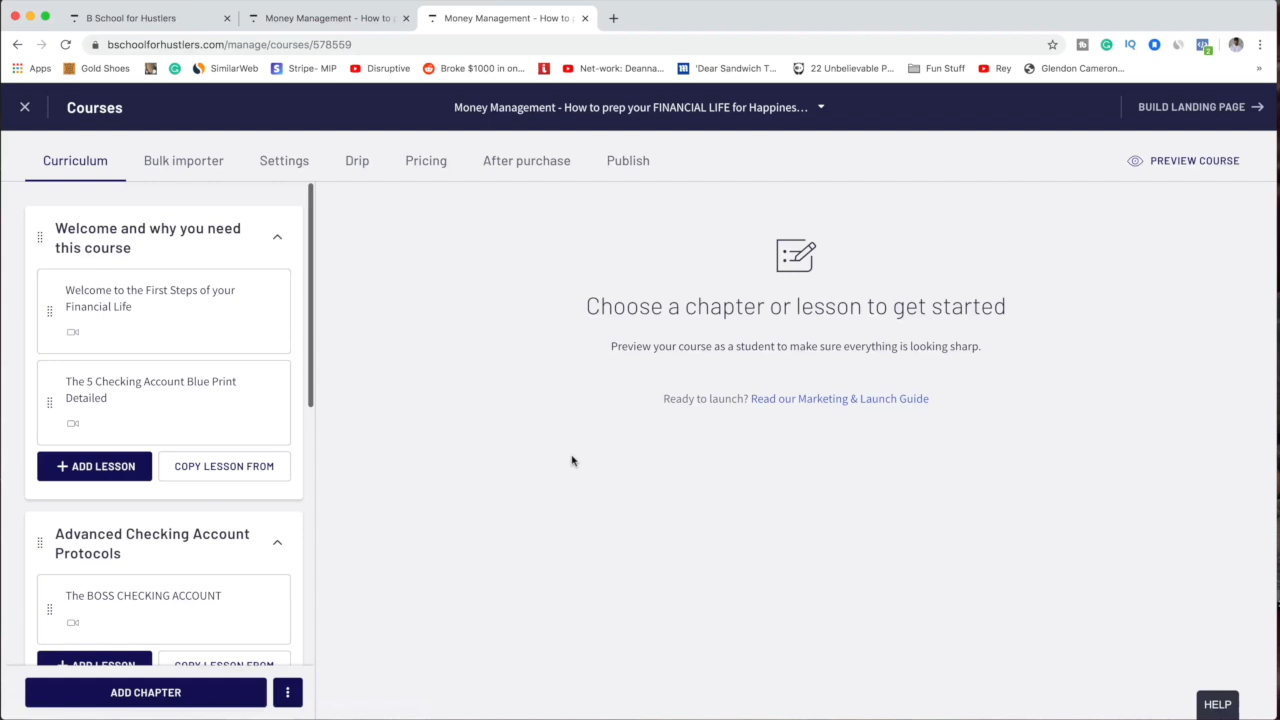 B School for Hustlers
Money Management - How to p
Money Management - How to p
bschoolforhustlers.com/manage/courses/578559
IQ
2
Apps
Gold Shoes
SimilarWeb
Stripe- MIP
Disruptive
Broke $1000 in on...
Net-work: Deanna...
'Dear Sandwich T...
22 Unbelievable P...
Fun Stuff
Rey
Glendon Cameron...
»
Courses
Money Management - How to prep your FINANCIAL LIFE for Happines...
BUILD LANDING PAGE
Curriculum
Bulk importer
Settings
Drip
Pricing
After purchase
Publish
PREVIEW COURSE
Welcome and why you need
this course
Welcome to the First Steps of your
Financial Life
The 5 Checking Account Blue Print
Detailed
+ ADD LESSON
COPY LESSON FROM
Advanced Checking Account
Protocols
The BOSS CHECKING ACCOUNT
+ ADD LESSON
COPY LESSON FROM
ADD CHAPTER
Choose a chapter or lesson to get started
Preview your course as a student to make sure everything is looking sharp.
Ready to launch? Read our Marketing & Launch Guide
HELP